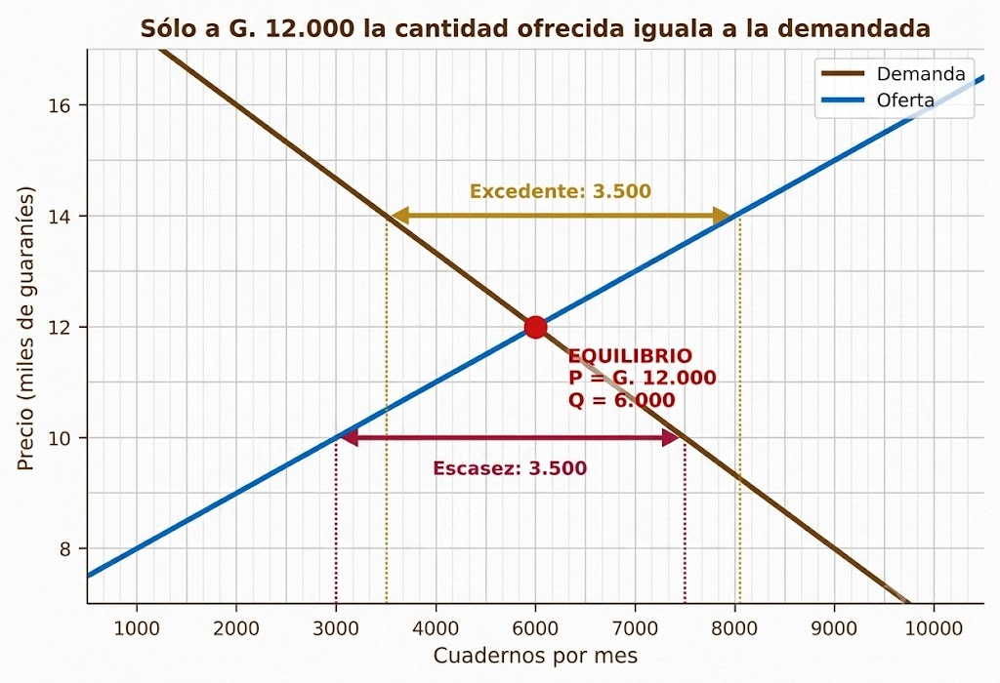 Sólo a G. 12.000 la cantidad ofrecida iguala a la demandada
Demanda
Oferta
Precio (miles de guaraníes)
16
14
12
10
8
Excedente: 3.500
EQUILIBRIO
P = G. 12.000
Q = 6.000
Escasez: 3.500
1000 2000 3000 4000 5000 6000 7000 8000 9000 10000
Cuadernos por mes